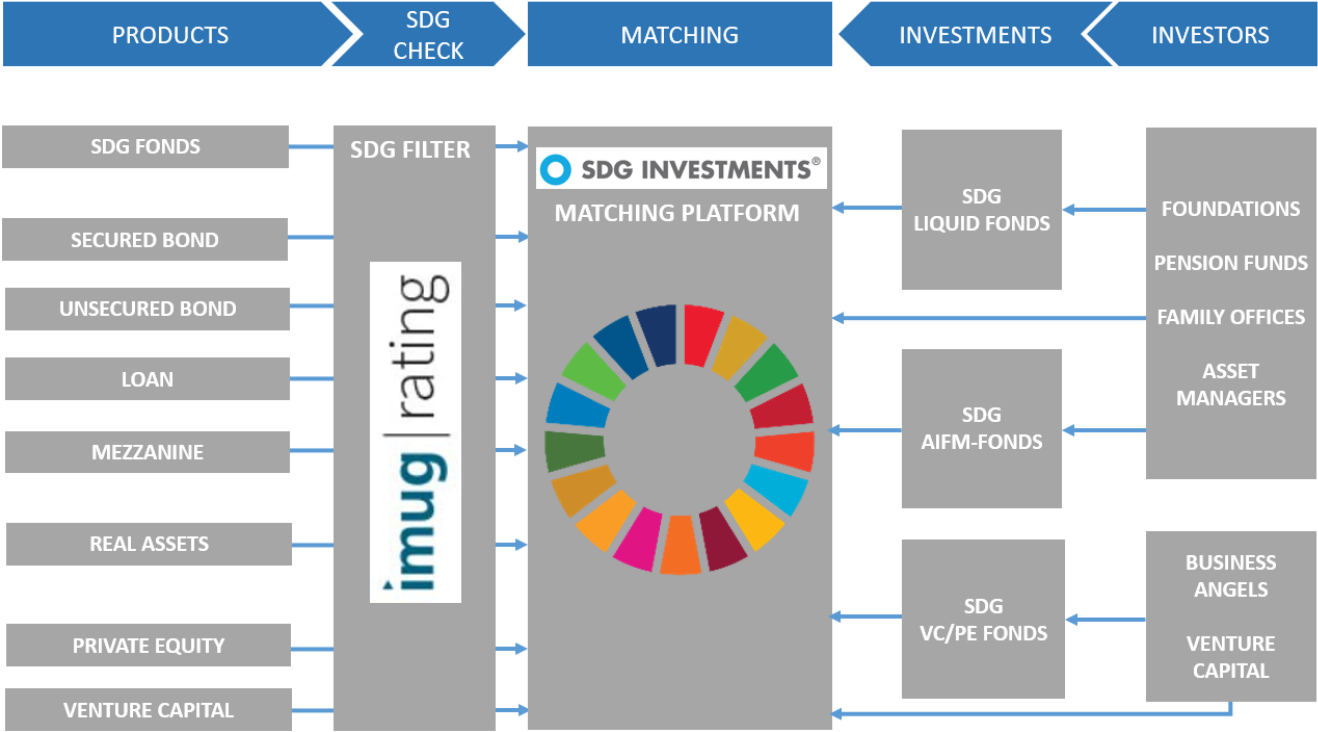 PRODUCTS
SDG
CHECK
MATCHING
INVESTMENTS
INVESTORS
SDG FONDS
SECURED BOND
UNSECURED BOND
LOAN
MEZZANINE
REAL ASSETS
PRIVATE EQUITY
VENTURE CAPITAL
SDG FILTER
imug | rating
SDG INVESTMENTS®
MATCHING PLATFORM
SDG
LIQUID FONDS
SDG
AIFM-FONDS
SDG
VC/PE FONDS
FOUNDATIONS
PENSION FUNDS
FAMILY OFFICES
ASSET
MANAGERS
BUSINESS
ANGELS
VENTURE
CAPITAL